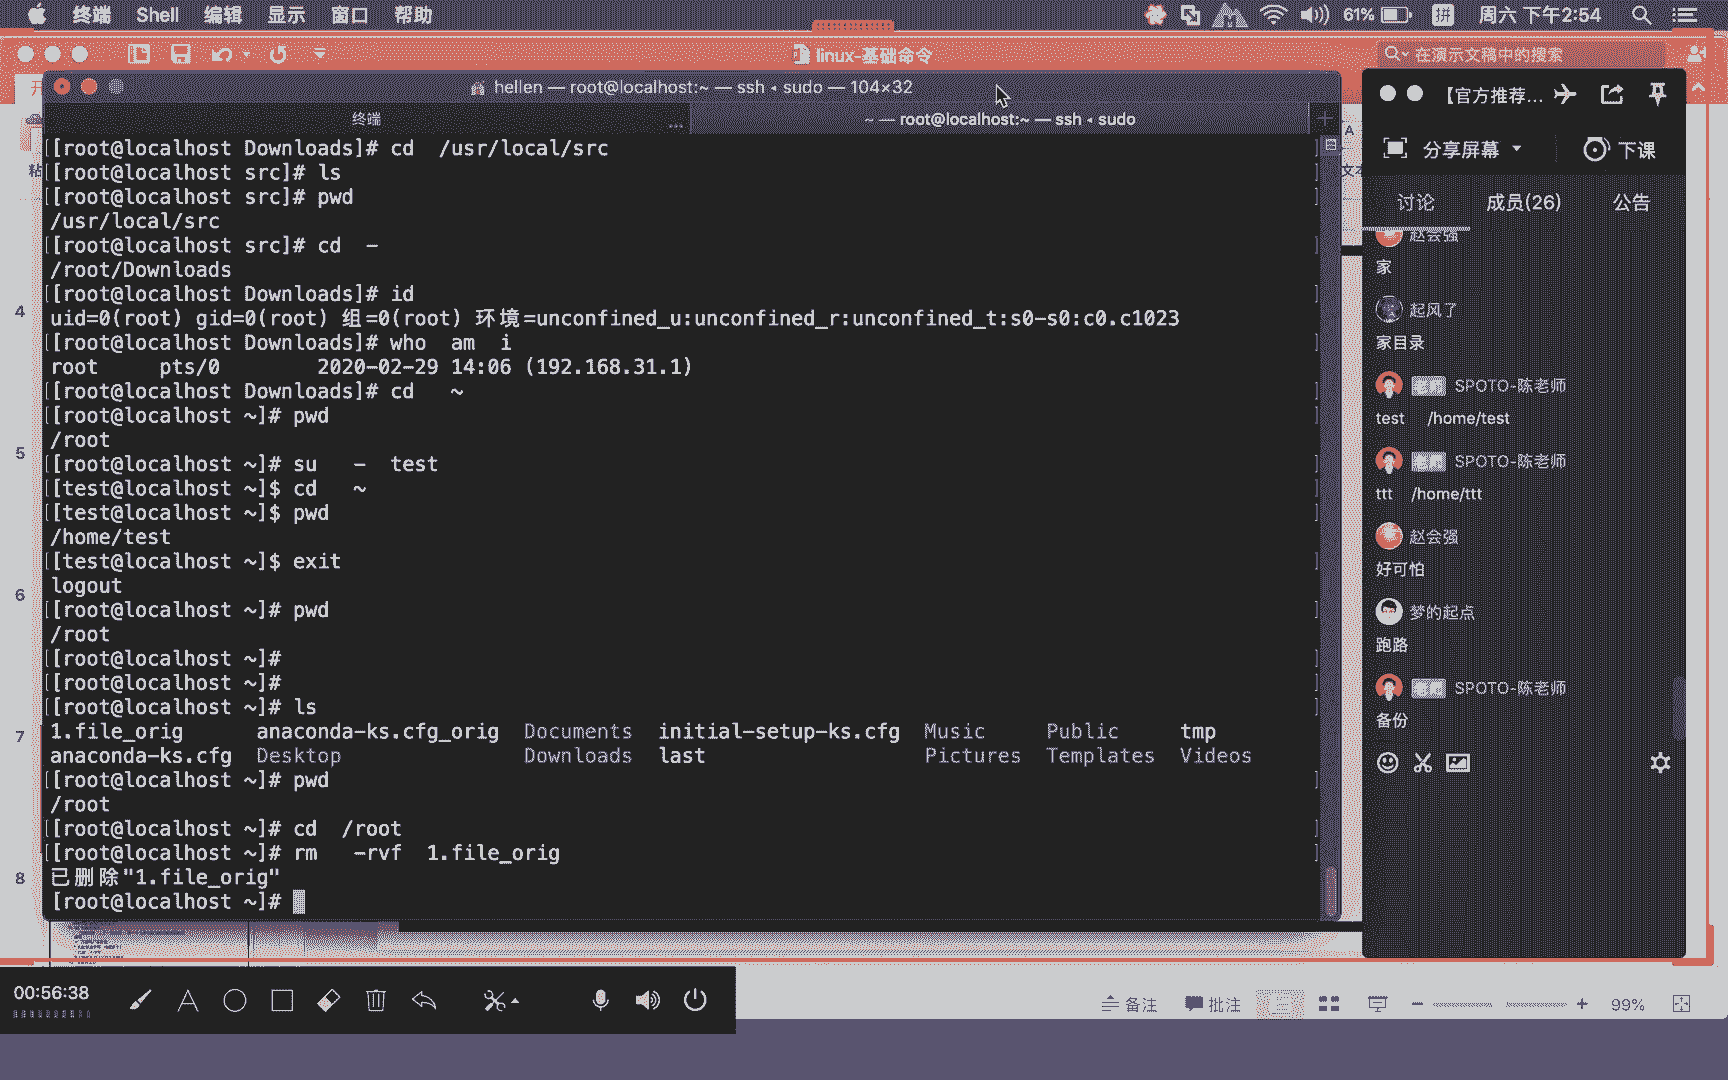 终端 Shell 编辑 显示 窗口 帮助 61% 拼 周六 下午2:54
linux-基础命令 在演示文稿中的搜索
hellen — root@localhost:~ — ssh ◂ sudo — 104×32
终端 ... ~ — root@localhost:~ — ssh ◂ sudo
[[root@localhost Downloads]# cd  /usr/local/src ]
[[root@localhost src]# ls ]
[[root@localhost src]# pwd ]
/usr/local/src
[[root@localhost src]# cd  - ]
/root/Downloads
[[root@localhost Downloads]# id ]
uid=0(root) gid=0(root) 组=0(root) 环境=unconfined_u:unconfined_r:unconfined_t:s0-s0:c0.c1023
[[root@localhost Downloads]# who  am  i ]
root     pts/0        2020-02-29 14:06 (192.168.31.1)
[[root@localhost Downloads]# cd   ~ ]
[[root@localhost ~]# pwd ]
/root
[[root@localhost ~]# su   -  test ]
[[test@localhost ~]$ cd   ~ ]
[[test@localhost ~]$ pwd ]
/home/test
[[test@localhost ~]$ exit ]
logout
[[root@localhost ~]# pwd ]
/root
[[root@localhost ~]# ]
[[root@localhost ~]# ]
[[root@localhost ~]# ls ]
1.file_orig      anaconda-ks.cfg_orig  Documents  initial-setup-ks.cfg  Music     Public     tmp
anaconda-ks.cfg  Desktop               Downloads  last                  Pictures  Templates  Videos
[[root@localhost ~]# pwd ]
/root
[[root@localhost ~]# cd  /root ]
[[root@localhost ~]# rm   -rvf  1.file_orig ]
已删除"1.file_orig"
[root@localhost ~]#
4
5
6
7
8
【官方推荐...
分享屏幕 下课
讨论 成员(26) 公告
赵会强
家
起风了
家目录
老师 SPOTO-陈老师
test /home/test
老师 SPOTO-陈老师
ttt /home/ttt
赵会强
好可怕
梦的起点
跑路
老师 SPOTO-陈老师
备份
00:56:38
备注 批注 99%